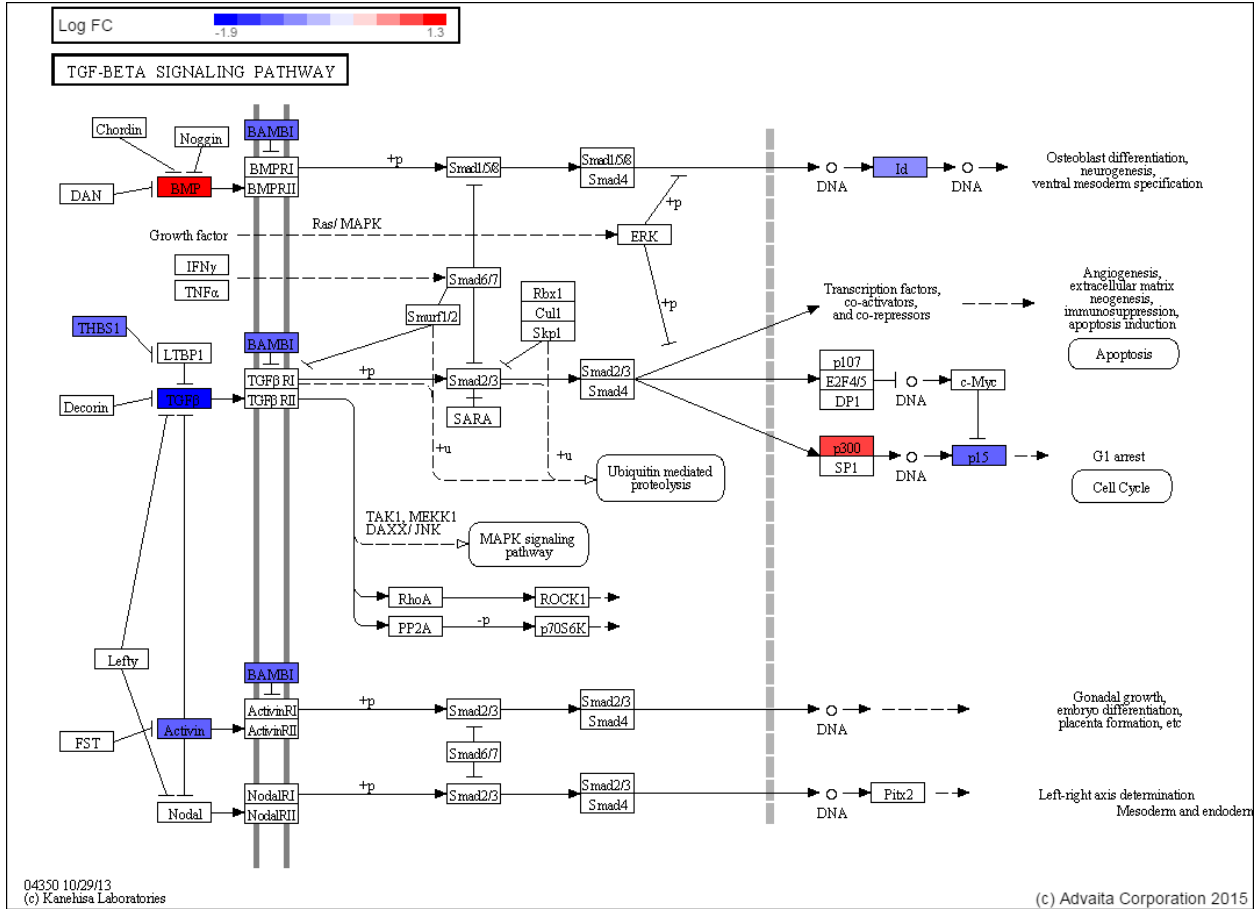 Log FC
-1.9
1.3
TGF-BETA SIGNALING PATHWAY
Chordin
Noggin
BAMBI
DAN
BMP
BMPRI
BMPRII
+p
Smad1/5/8
Smad1/5/8
Smad4
DNA
Id
DNA
Osteoblast differentiation,
neurogenesis,
ventral mesoderm specification
Growth factor
Ras/ MAPK
ERK
+p
+p
IFNγ
TNFα
Smad6/7
Smurf1/2
Rbx1
Cul1
Skp1
Transcription factors,
co-activators,
and co-repressors
Angiogenesis,
extracellular matrix
neogenesis,
immunosuppression,
apoptosis induction
Apoptosis
THBS1
LTBP1
BAMBI
Decorin
TGFβ
TGFβ RI
TGFβ RII
+p
Smad2/3
SARA
Smad2/3
Smad4
p107
E2F4/5
DP1
DNA
c-Myc
p300
SP1
DNA
p15
G1 arrest
Cell Cycle
+u
+u
Ubiquitin mediated
proteolysis
TAK1, MEKK1
DAXX/ JNK
MAPK signaling
pathway
RhoA
ROCK1
PP2A
-p
p70S6K
Lefty
BAMBI
FST
Activin
ActivinRI
ActivinRII
+p
Smad2/3
Smad2/3
Smad4
DNA
Gonadal growth,
embryo differentiation,
placenta formation, etc
Smad6/7
Nodal
NodalRI
NodalRII
+p
Smad2/3
Smad2/3
Smad4
DNA
Pitx2
Left-right axis determination
Mesoderm and endoderm
04350 10/29/13
(c) Kanehisa Laboratories
(c) Advaita Corporation 2015